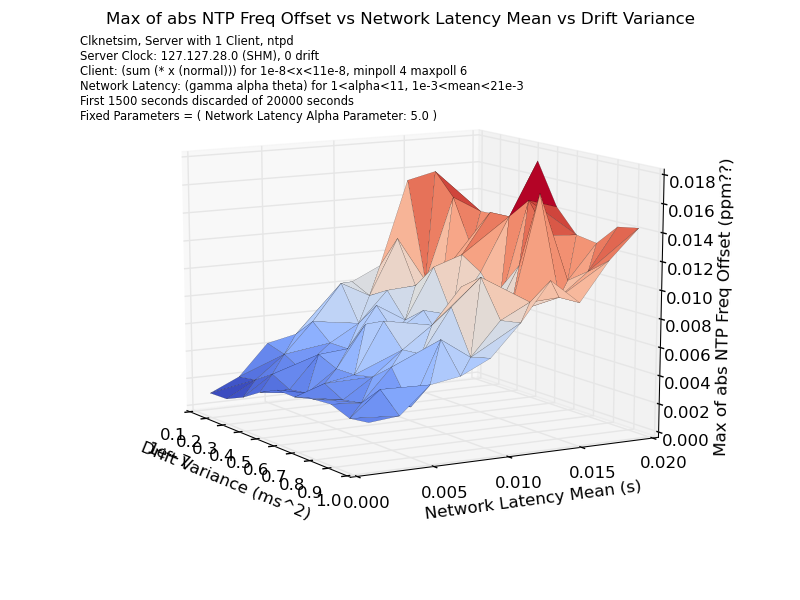 Max of abs NTP Freq Offset vs Network Latency Mean vs Drift Variance
Clknetsim, Server with 1 Client, ntpd
Server Clock: 127.127.28.0 (SHM), 0 drift
Client: (sum (* x (normal))) for 1e-8<x<11e-8, minpoll 4 maxpoll 6
Network Latency: (gamma alpha theta) for 1<alpha<11, 1e-3<mean<21e-3
First 1500 seconds discarded of 20000 seconds
Fixed Parameters = ( Network Latency Alpha Parameter: 5.0 )
0.018
0.016
0.014
0.012
0.010
0.008
0.006
0.004
0.002
0.000
Max of abs NTP Freq Offset (ppm??)
0.1
0.2
0.3
0.4
0.5
0.6
0.7
0.8
0.9
1.0
1e-7
Drift Variance (ms^2)
0.000
0.005
0.010
0.015
0.020
Network Latency Mean (s)